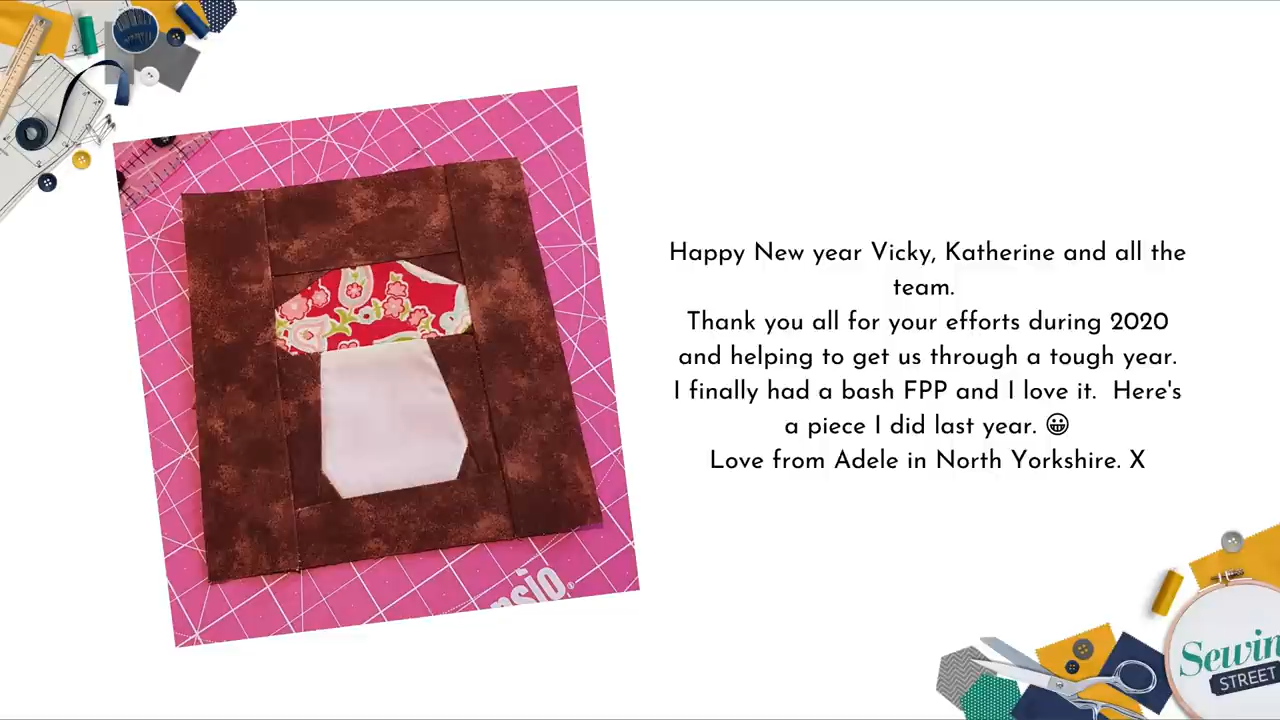 Happy New year Vicky, Katherine and all the
team.
Thank you all for your efforts during 2020
and helping to get us through a tough year.
I finally had a bash FPP and I love it.  Here's
a piece I did last year. 😀
Love from Adele in North Yorkshire. X
Sewin
STREET